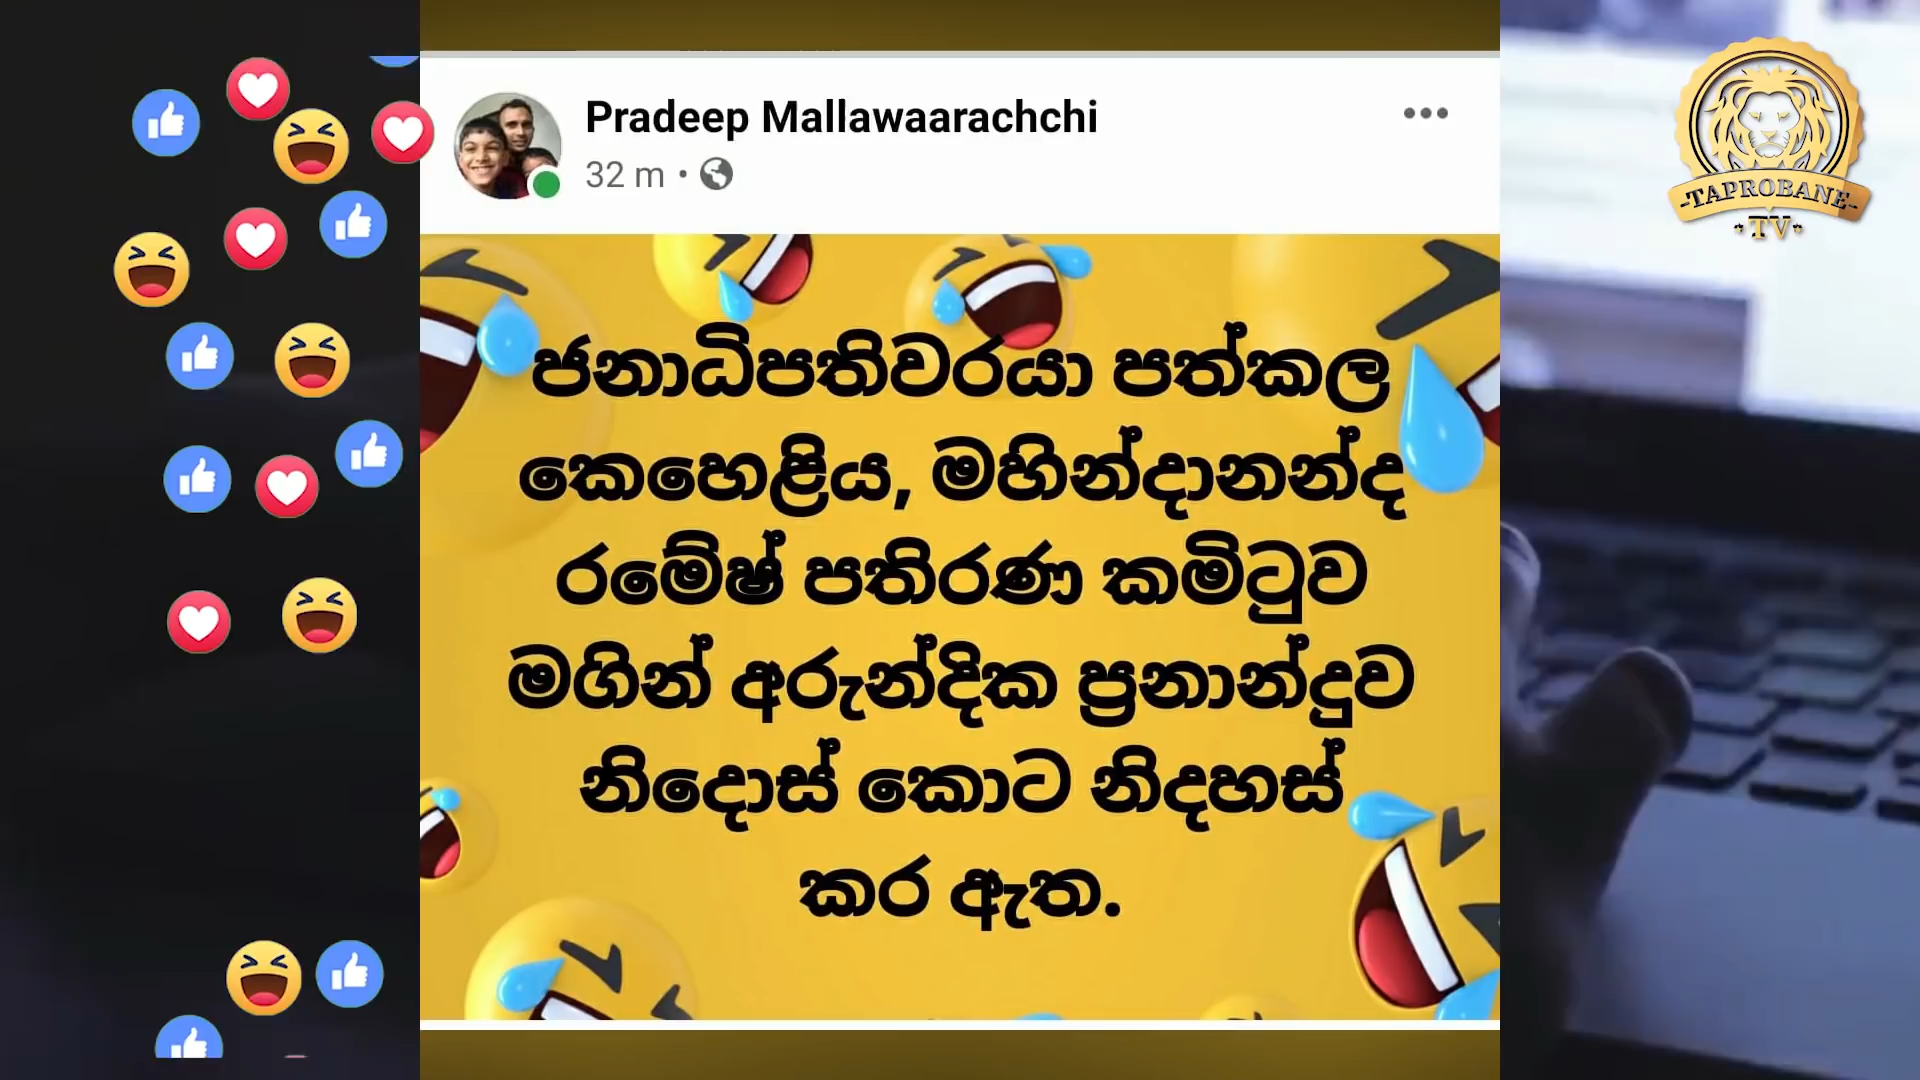 Pradeep Mallawaarachchi
32 m
TAPROBANE
TV
ජනාධිපතිවරයා පත්කල
කෙහෙළිය, මහින්දානන්ද
රමේෂ් පතිරණ කමිටුව
මගින් අරුන්දික ප්‍රනාන්දුව
නිදොස් කොට නිදහස්
කර ඇත.